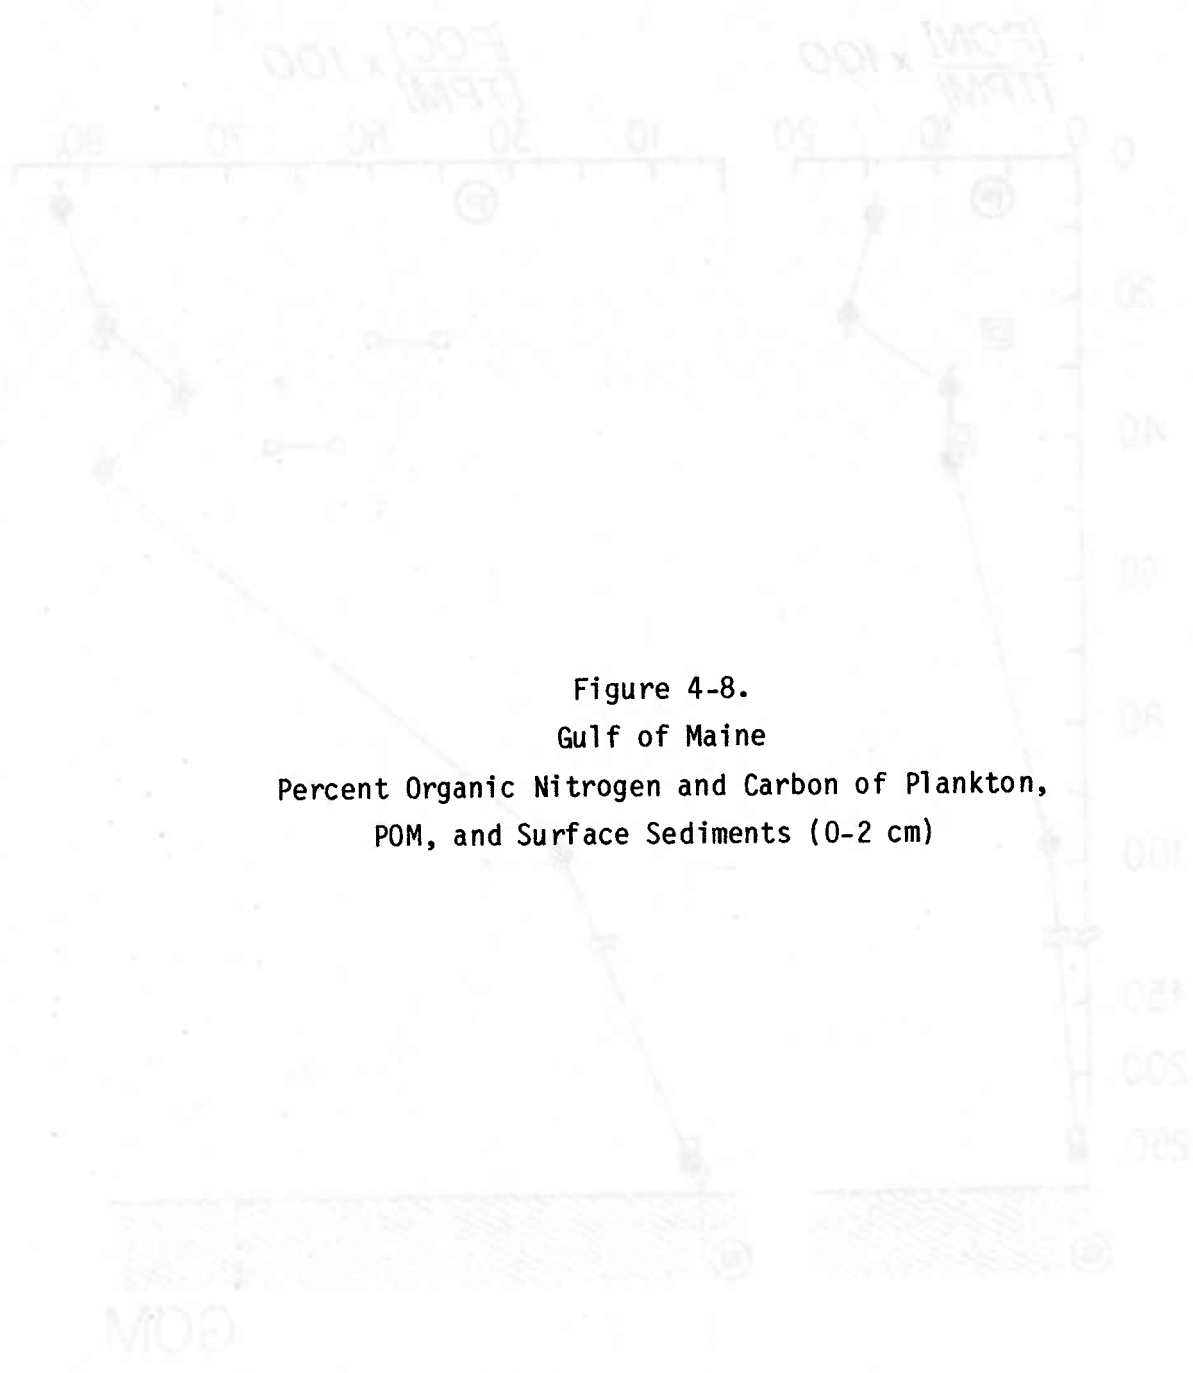 Figure 4-8.
Gulf of Maine
Percent Organic Nitrogen and Carbon of Plankton,
POM, and Surface Sediments (0-2 cm)